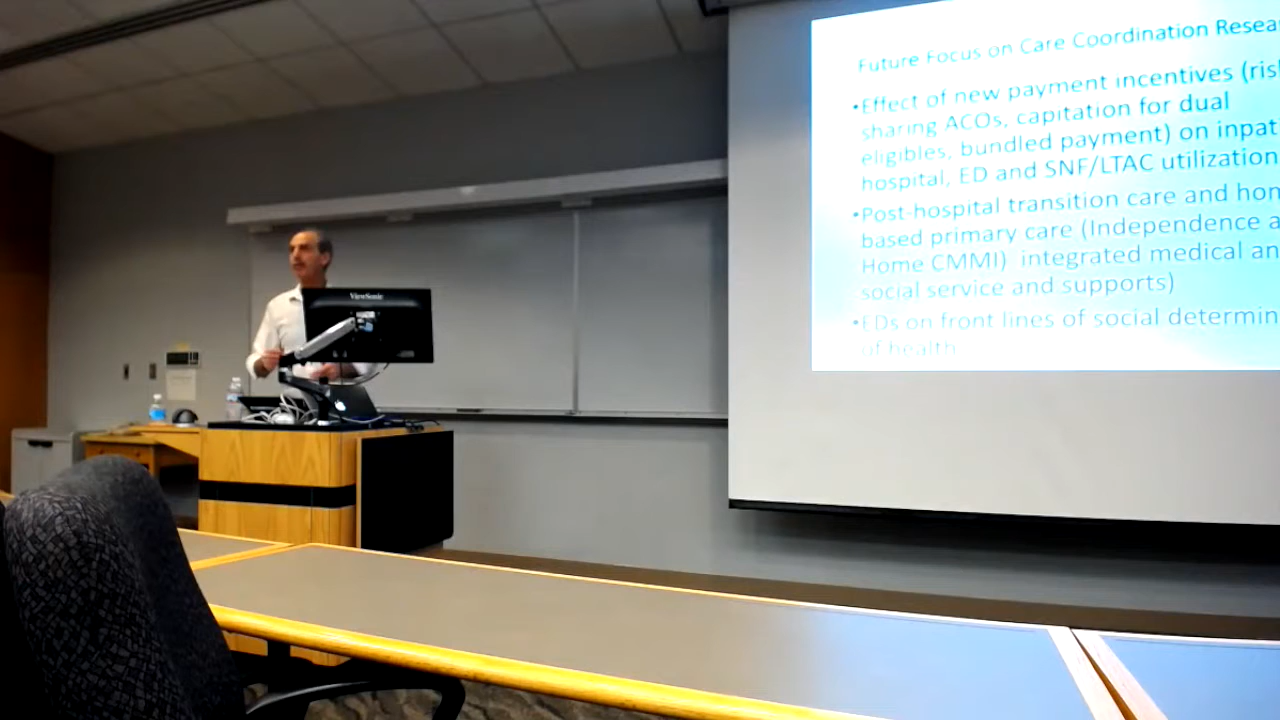 Future Focus on Care Coordination Resea
•Effect of new payment incentives (ris
sharing ACOs, capitation for dual
eligibles, bundled payment) on inpat
hospital, ED and SNF/LTAC utilization
•Post-hospital transition care and hom
based primary care (Independence a
Home CMMI) integrated medical an
social service and supports)
•EDs on front lines of social determin
of health
ViewSonic